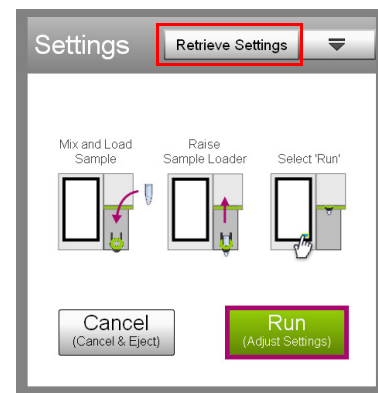 Settings
Retrieve Settings
Mix and Load
Sample
Raise
Sample Loader
Select 'Run'
Cancel
(Cancel & Eject)
Run
(Adjust Settings)